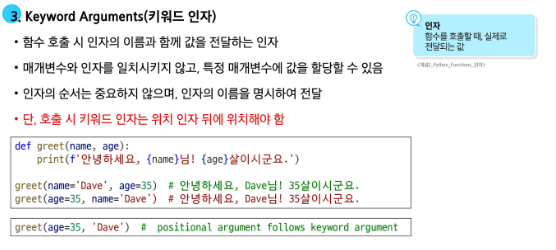 3. Keyword Arguments(키워드 인자)
• 함수 호출 시 인자의 이름과 함께 값을 전달하는 인자
• 매개변수와 인자를 일치시키지 않고, 특정 매개변수에 값을 할당할 수 있음
• 인자의 순서는 중요하지 않으며, 인자의 이름을 명시하여 전달
• 단, 호출 시 키워드 인자는 위치 인자 뒤에 위치해야 함
def greet(name, age):
    print(f'안녕하세요, {name}님! {age}살이시군요.')
greet(name='Dave', age=35)  # 안녕하세요, Dave님! 35살이시군요.
greet(age=35, name='Dave')  # 안녕하세요, Dave님! 35살이시군요.
greet(age=35, 'Dave')  #  positional argument follows keyword argument
인자
함수를 호출할 때, 실제로
전달되는 값